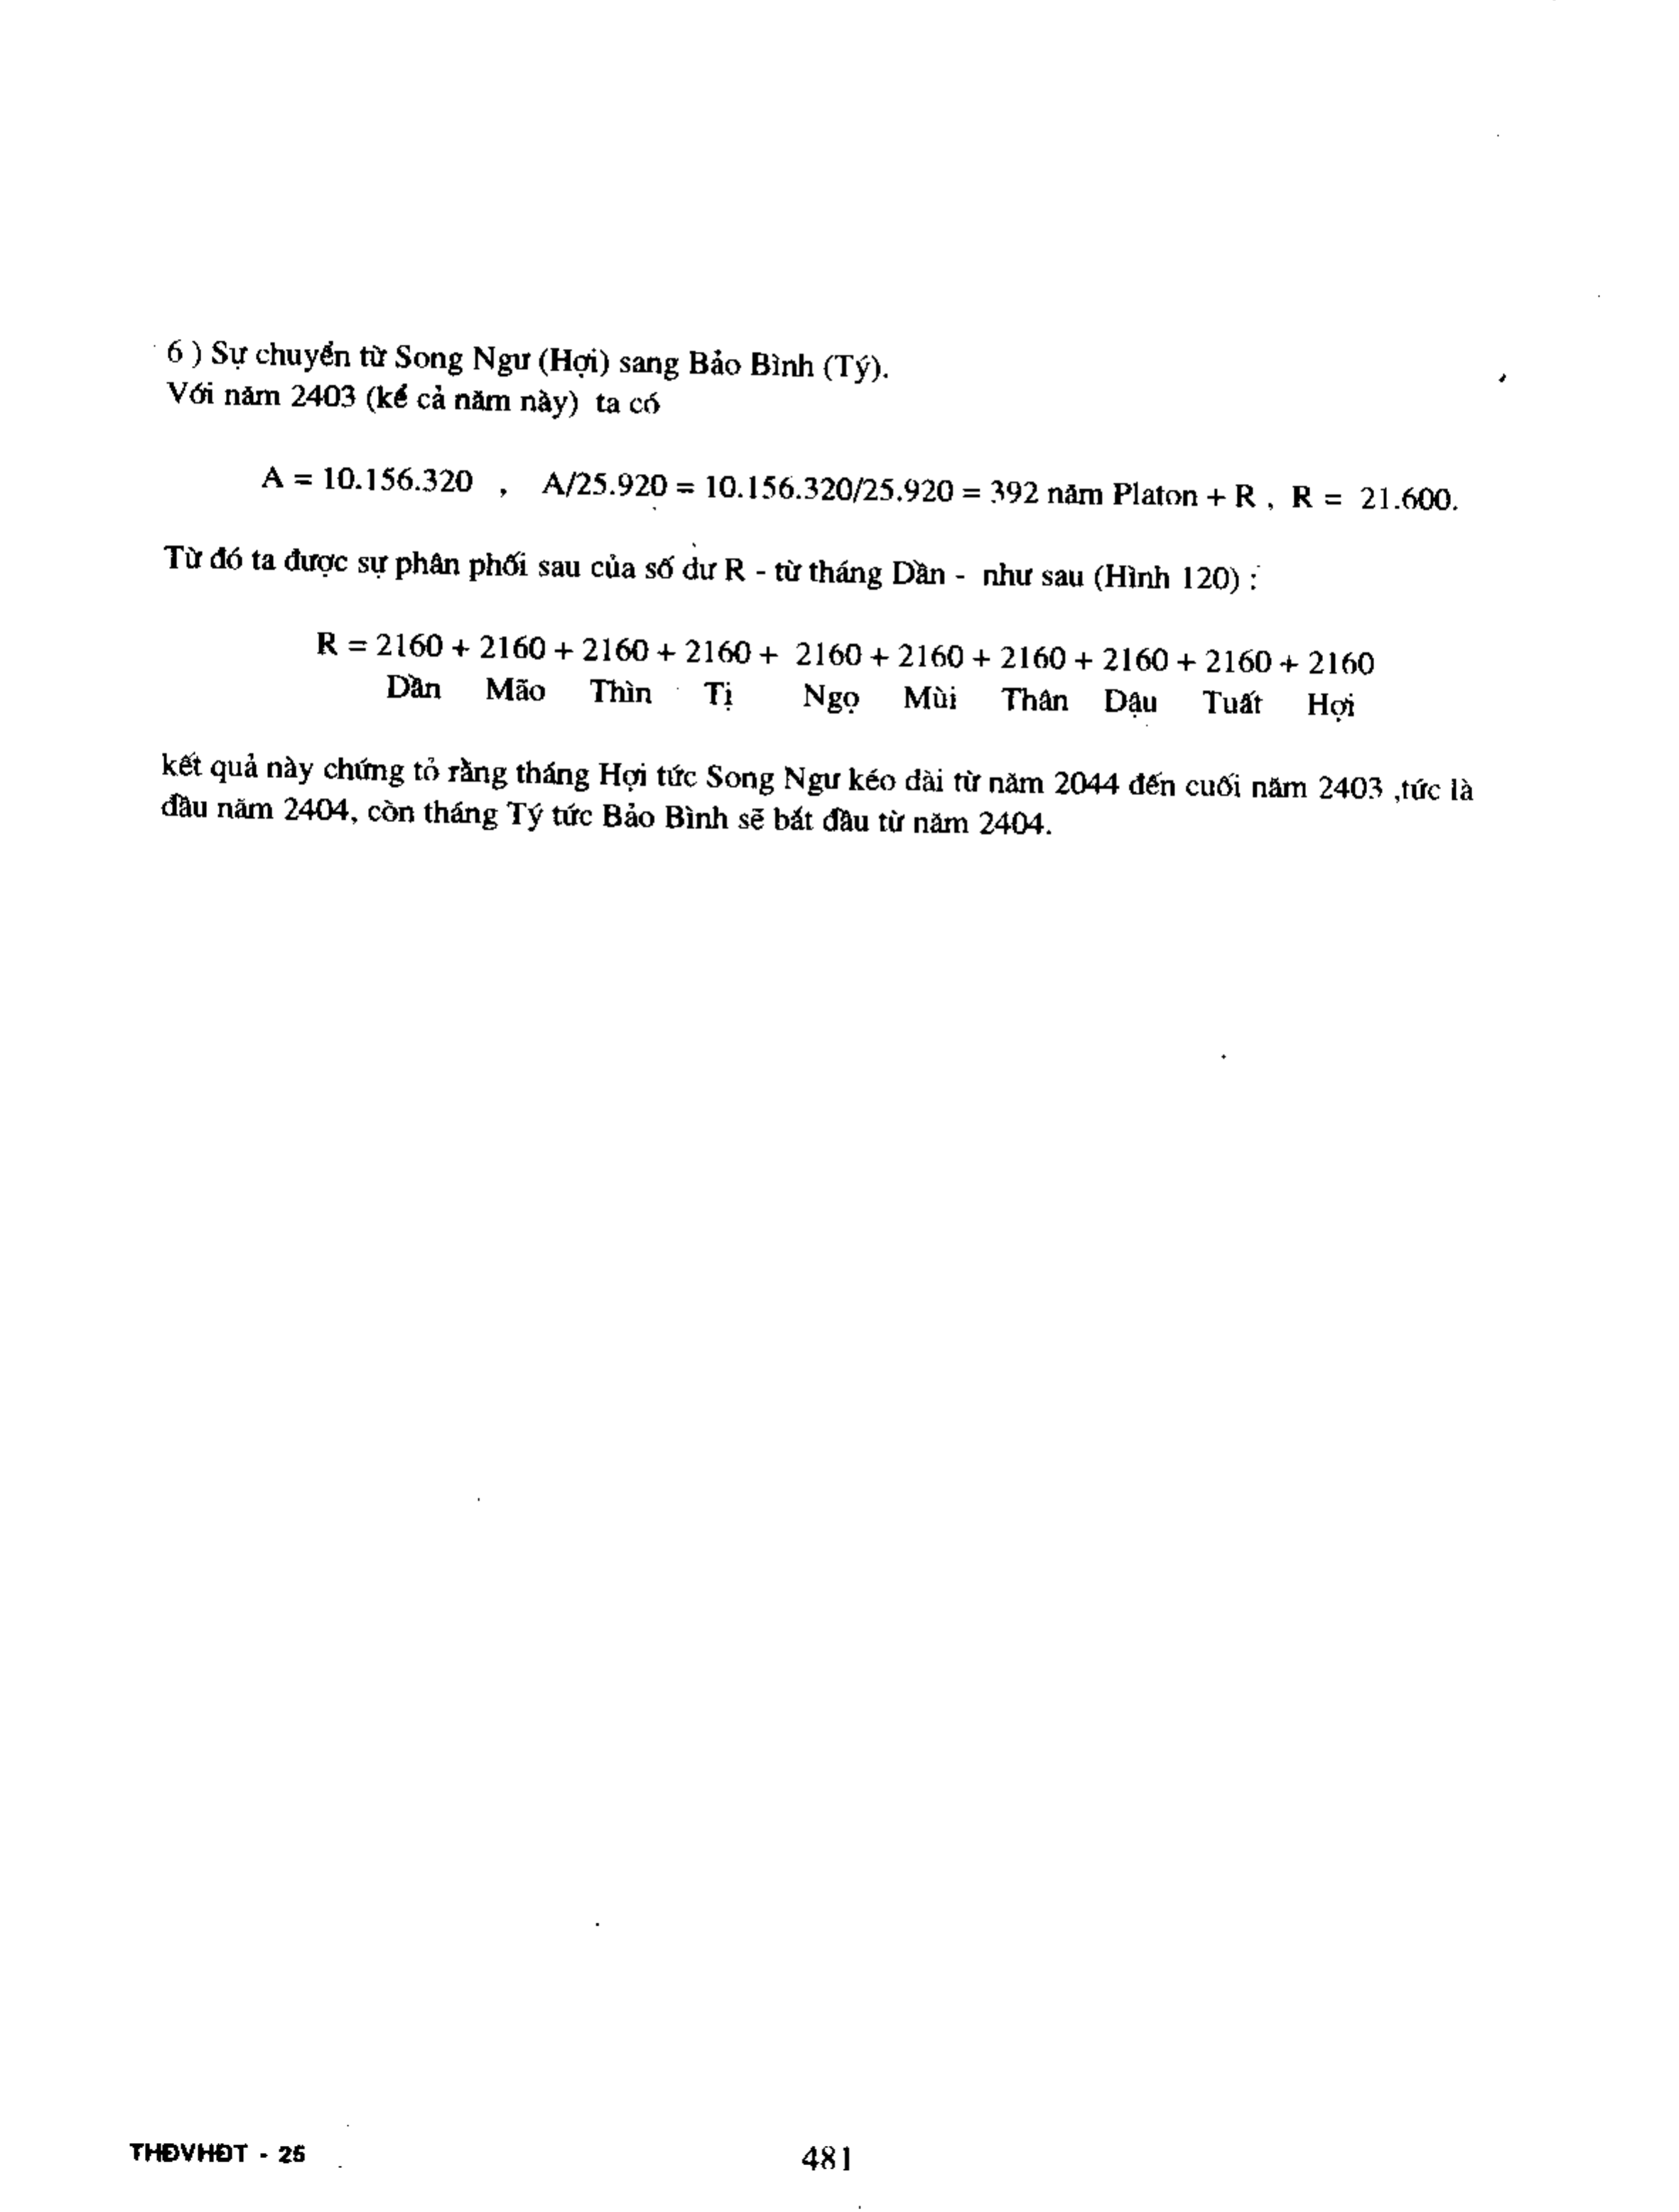 6 ) Sự chuyển từ Song Ngư (Hợi) sang Bảo Bình (Tý).
Với năm 2403 (kể cả năm này) ta có
A = 10.156.320 , A/25.920 = 10.156.320/25.920 = 392 năm Platon + R , R = 21.600.
Từ đó ta được sự phân phối sau của số dư R - từ tháng Dần - như sau (Hình 120) :
R = 2160 + 2160 + 2160 + 2160 + 2160 + 2160 + 2160 + 2160 + 2160 + 2160
Dần Mão Thìn Tị Ngọ Mùi Thân Dậu Tuất Hợi
kết quả này chứng tỏ rằng tháng Hợi tức Song Ngư kéo dài từ năm 2044 đến cuối năm 2403 ,tức là
đầu năm 2404, còn tháng Tý tức Bảo Bình sẽ bắt đầu từ năm 2404.
THĐVHĐT - 25
481